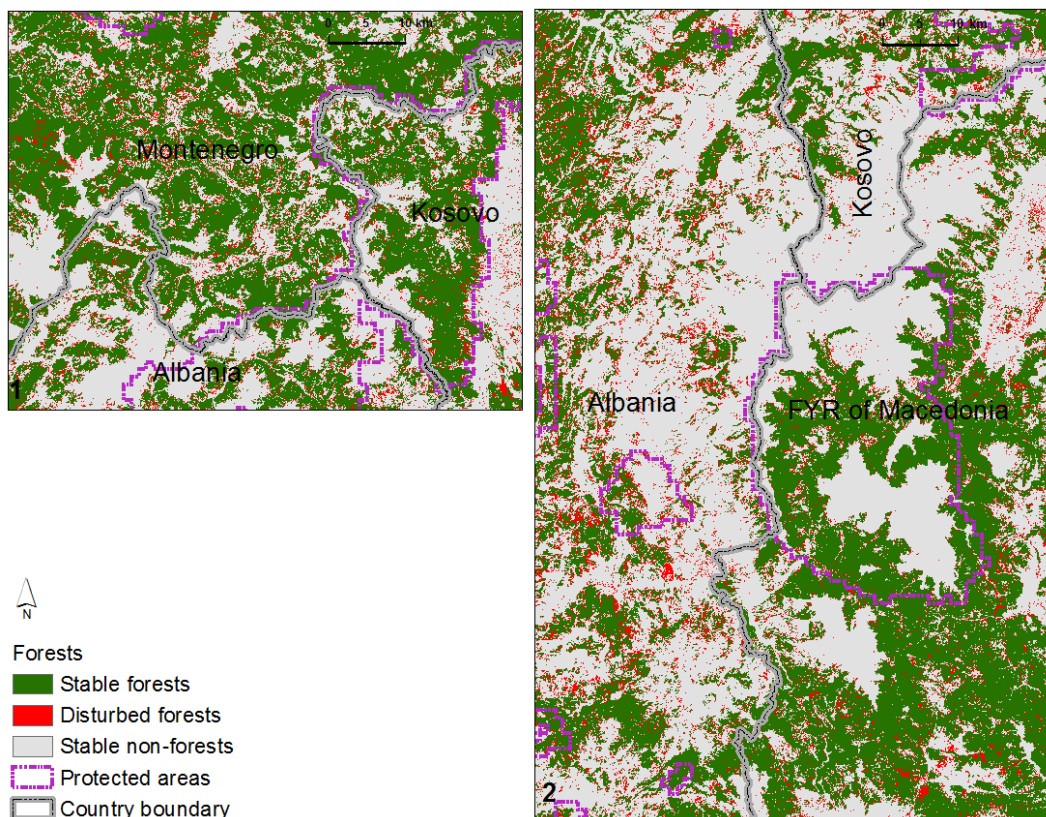 0 5 10 km
Montenegro
Kosovo
Albania
1
0 5 10 km
Kosovo
Albania
FYR of Macedonia
2
N
Forests
Stable forests
Disturbed forests
Stable non-forests
Protected areas
Country boundary